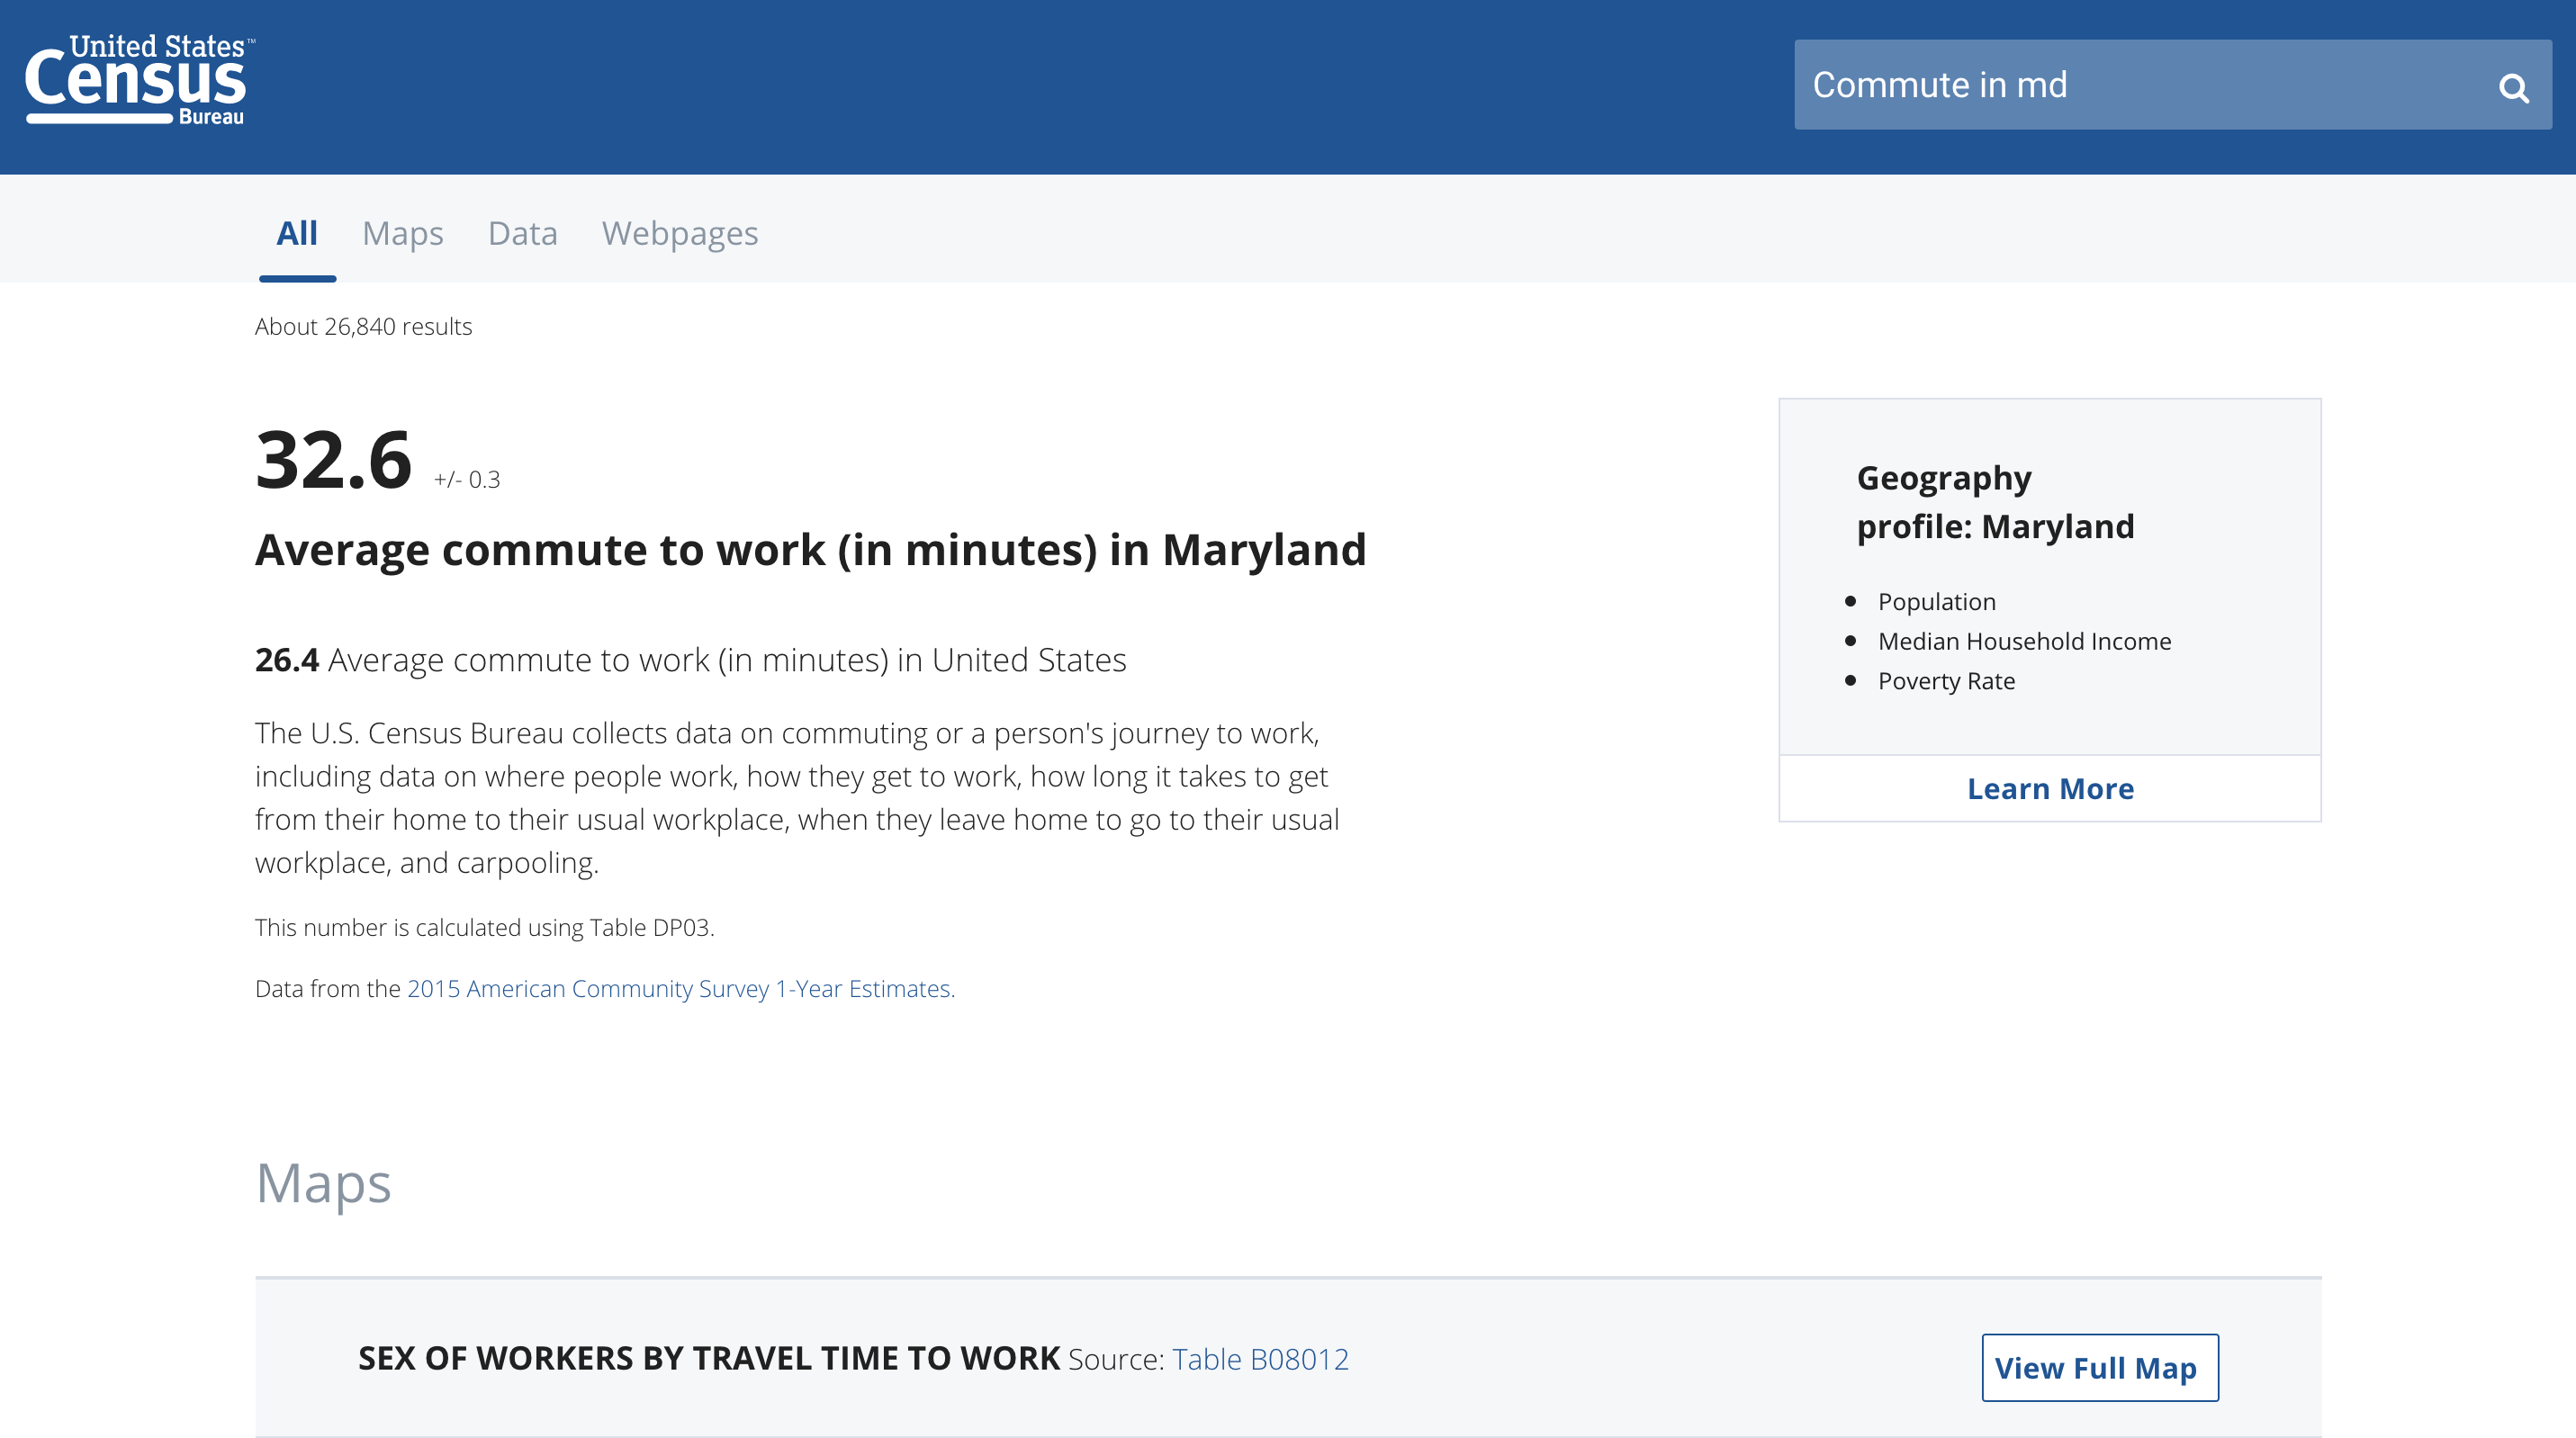 United States™
Census
Bureau
Commute in md
All Maps Data Webpages
About 26,840 results
32.6 +/- 0.3
Average commute to work (in minutes) in Maryland
26.4 Average commute to work (in minutes) in United States
The U.S. Census Bureau collects data on commuting or a person's journey to work,
including data on where people work, how they get to work, how long it takes to get
from their home to their usual workplace, when they leave home to go to their usual
workplace, and carpooling.
This number is calculated using Table DP03.
Data from the 2015 American Community Survey 1-Year Estimates.
Geography
profile: Maryland
Population
Median Household Income
Poverty Rate
Learn More
Maps
SEX OF WORKERS BY TRAVEL TIME TO WORK Source: Table B08012
View Full Map